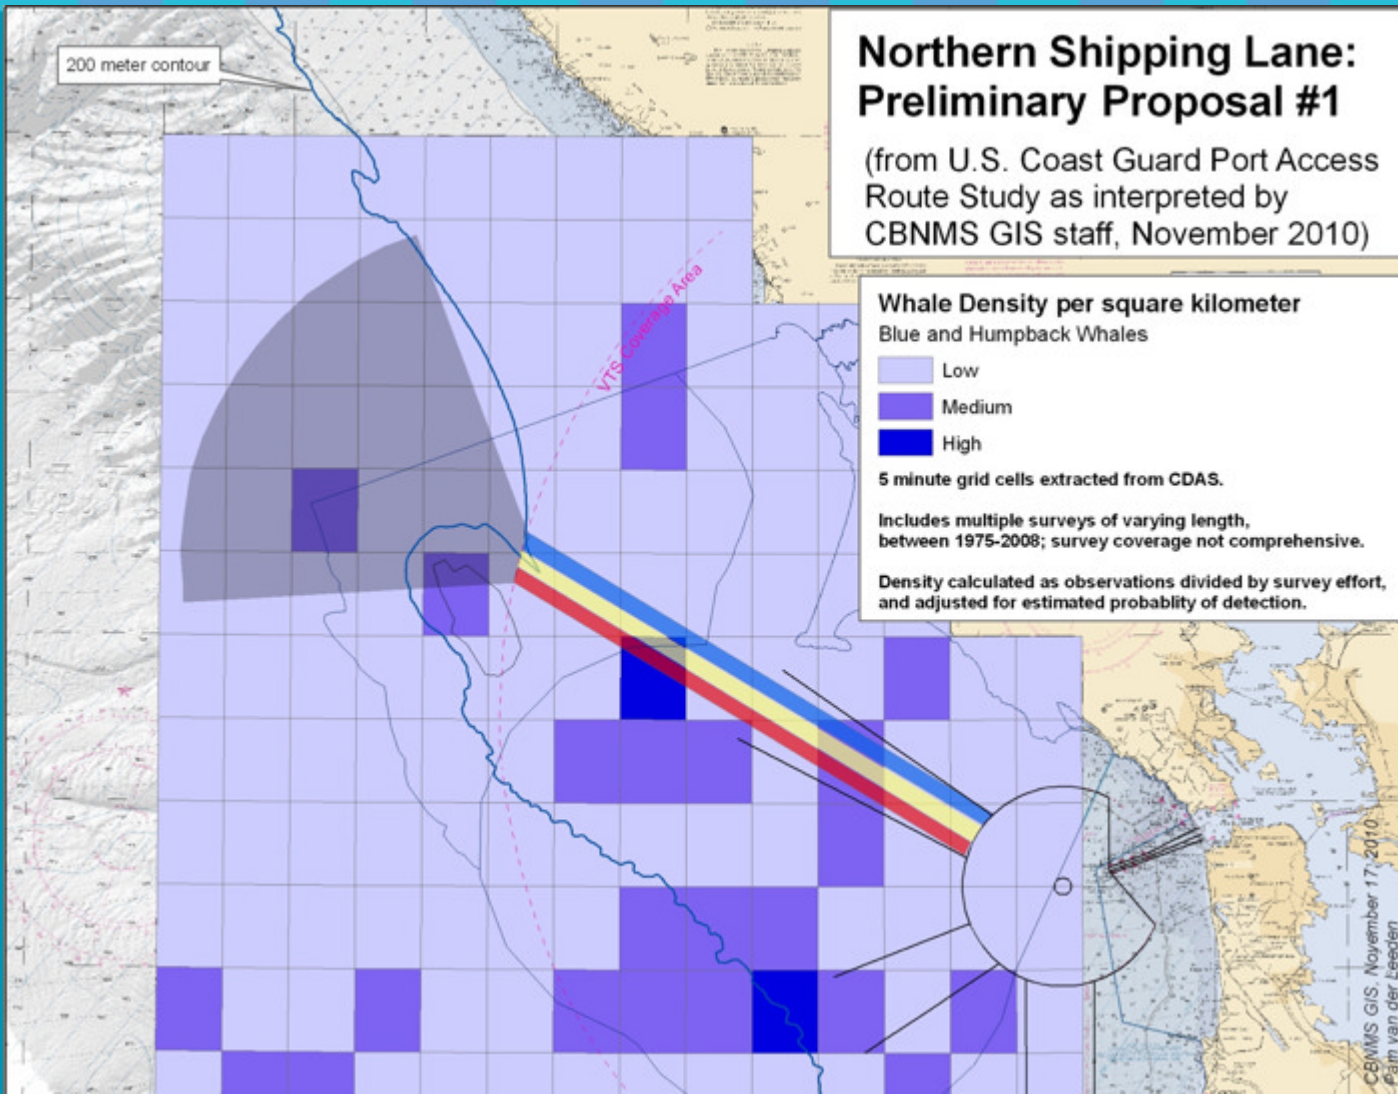 200 meter contour
Northern Shipping Lane:
Preliminary Proposal #1
(from U.S. Coast Guard Port Access
Route Study as interpreted by
CBNMS GIS staff, November 2010)
VTS Coverage Area
Whale Density per square kilometer
Blue and Humpback Whales
Low
Medium
High
5 minute grid cells extracted from CDAS.
Includes multiple surveys of varying length,
between 1975-2008; survey coverage not comprehensive.
Density calculated as observations divided by survey effort,
and adjusted for estimated probablity of detection.
CBNMS GIS, November 17, 2010
Pam van der Leeden